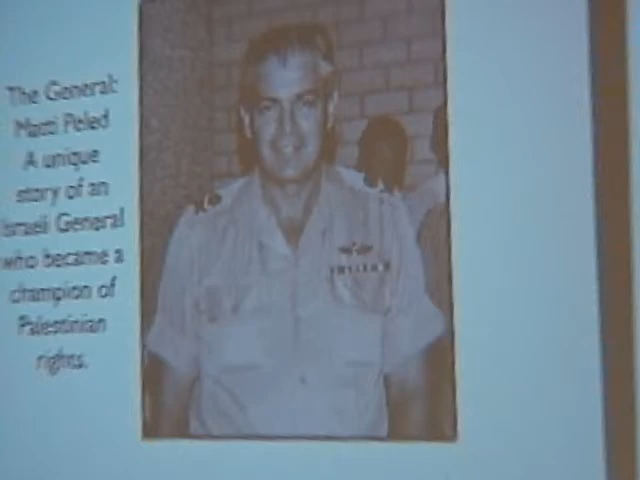 The General:
Matti Peled
A unique
story of an
Israeli General
who became a
champion of
Palestinian
rights.